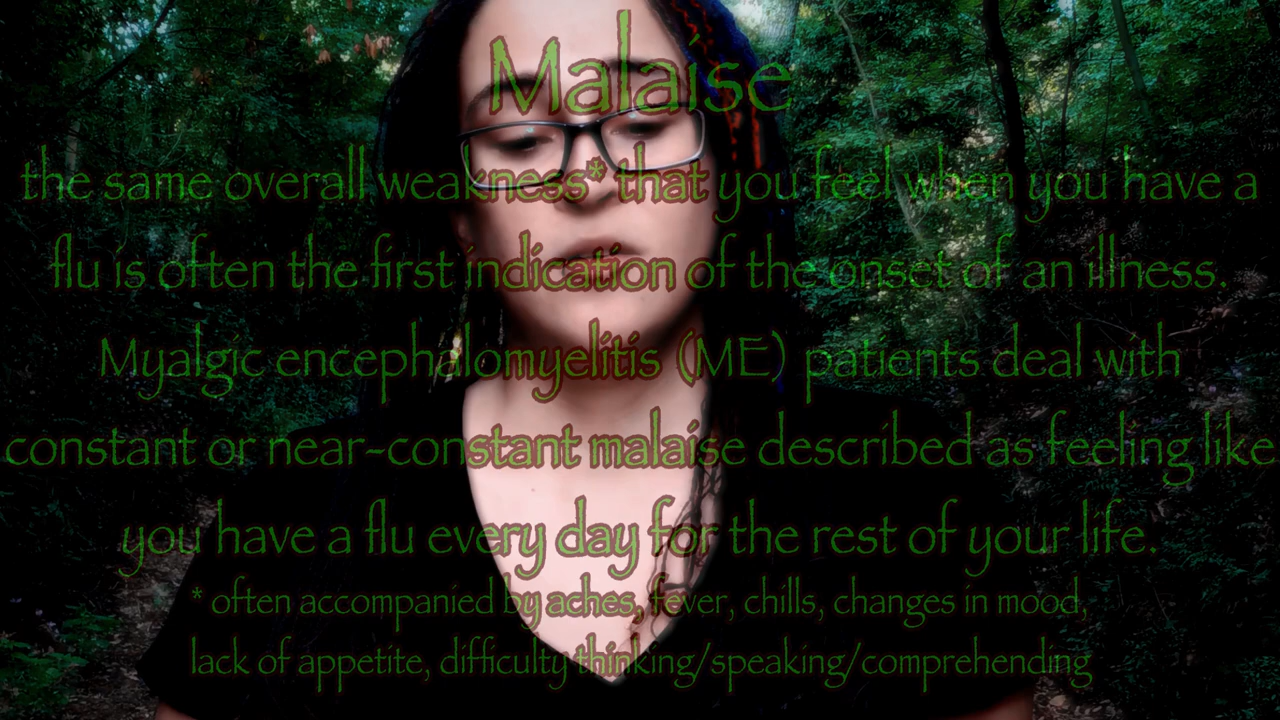 Malaise
the same overall weakness* that you feel when you have a
flu is often the first indication of the onset of an illness.
Myalgic encephalomyelitis (ME) patients deal with
constant or near-constant malaise described as feeling like
you have a flu every day for the rest of your life.
* often accompanied by aches, fever, chills, changes in mood,
lack of appetite, difficulty thinking/speaking/comprehending